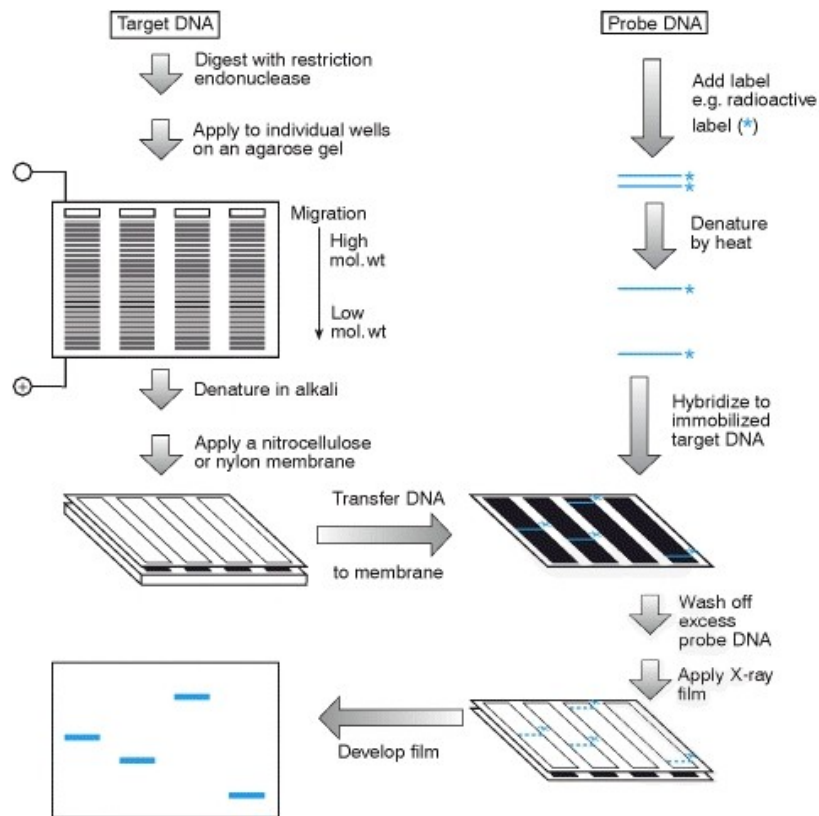 Target DNA
Digest with restriction
endonuclease
Apply to individual wells
on an agarose gel
Migration
High
mol.wt
Low
mol.wt
+
Denature in alkali
Apply a nitrocellulose
or nylon membrane
Transfer DNA
to membrane
Probe DNA
Add label
e.g. radioactive
label (*)
*
*
Denature
by heat
*
*
Hybridize to
immobilized
target DNA
Wash off
excess
probe DNA
Apply X-ray
film
Develop film